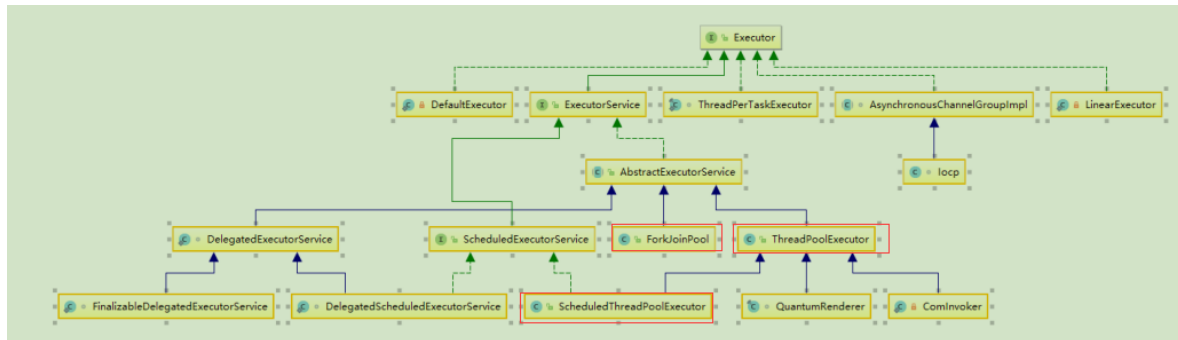 Executor
DefaultExecutor
ExecutorService
ThreadPerTaskExecutor
AsynchronousChannelGroupImpl
LinearExecutor
AbstractExecutorService
Iocp
DelegatedExecutorService
ScheduledExecutorService
ForkJoinPool
ThreadPoolExecutor
FinalizableDelegatedExecutorService
DelegatedScheduledExecutorService
ScheduledThreadPoolExecutor
QuantumRenderer
ComInvoker